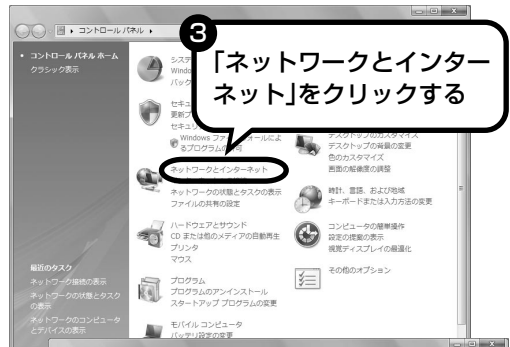 コントロール パネル
コントロール パネル ホーム
クラシック表示
3
「ネットワークとインター
ネット」をクリックする
システ
Windo
バック
セキュ
更新プ
セキュリ
Windows ファ
ールによ
るプログラムの
可
ネットワークとインターネット
ネットワークの状態とタスクの表示
ファイルの共有の設定
ハードウェアとサウンド
CD または他のメディアの自動再生
プリンタ
マウス
プログラム
プログラムのアンインストール
スタートアップ プログラムの変更
モバイル コンピュータ
バッテリ設定の変更
デスクトップのカスタマイズ
デスクトップの背景の変更
色のカスタマイズ
画面の解像度の調整
時計、言語、および地域
キーボードまたは入力方法の変更
コンピュータの簡単操作
設定の提案の表示
視覚ディスプレイの最適化
その他のオプション
最近のタスク
ネットワーク接続の表示
ネットワークの状態とタスク
の表示
ネットワークのコンピュータ
とデバイスの表示